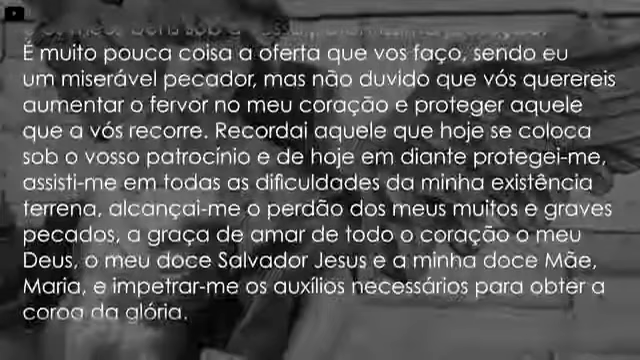 É muito pouca coisa a oferta que vos faço, sendo eu
um miserável pecador, mas não duvido que vós querereis
aumentar o fervor no meu coração e proteger aquele
que a vós recorre. Recordai aquele que hoje se coloca
sob o vosso patrocínio e de hoje em diante protegei-me,
assisti-me em todas as dificuldades da minha existência
terrena, alcançai-me o perdão dos meus muitos e graves
pecados, a graça de amar de todo o coração o meu
Deus, o meu doce Salvador Jesus e a minha doce Mãe,
Maria, e impetrar-me os auxílios necessários para obter a
coroa da glória.